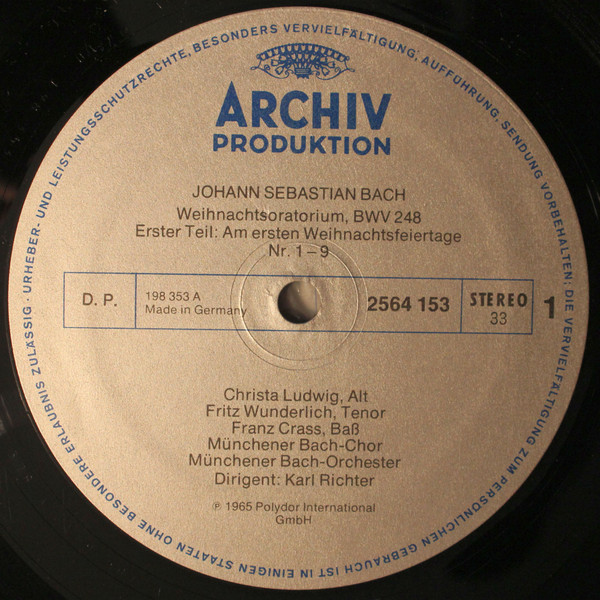 URHEBER- UND LEISTUNGSSCHUTZRECHTE, BESONDERS VERVIELFÄLTIGUNG, AUFFÜHRUNG, SENDUNG VORBEHALTEN; DIE VERVIELFÄLTIGUNG ZUM PERSÖNLICHEN GEBRAUCH IST IN EINIGEN STAATEN OHNE BESONDERE ERLAUBNIS ZULÄSSIG ·
ARCHIV
PRODUKTION
JOHANN SEBASTIAN BACH
Weihnachtsoratorium, BWV 248
Erster Teil: Am ersten Weihnachtsfeiertage
Nr. 1–9
D. P.
198 353 A
Made in Germany
2564 153
STEREO
33
1
Christa Ludwig, Alt
Fritz Wunderlich, Tenor
Franz Crass, Baß
Münchener Bach-Chor
Münchener Bach-Orchester
Dirigent: Karl Richter
℗ 1965 Polydor International
GmbH